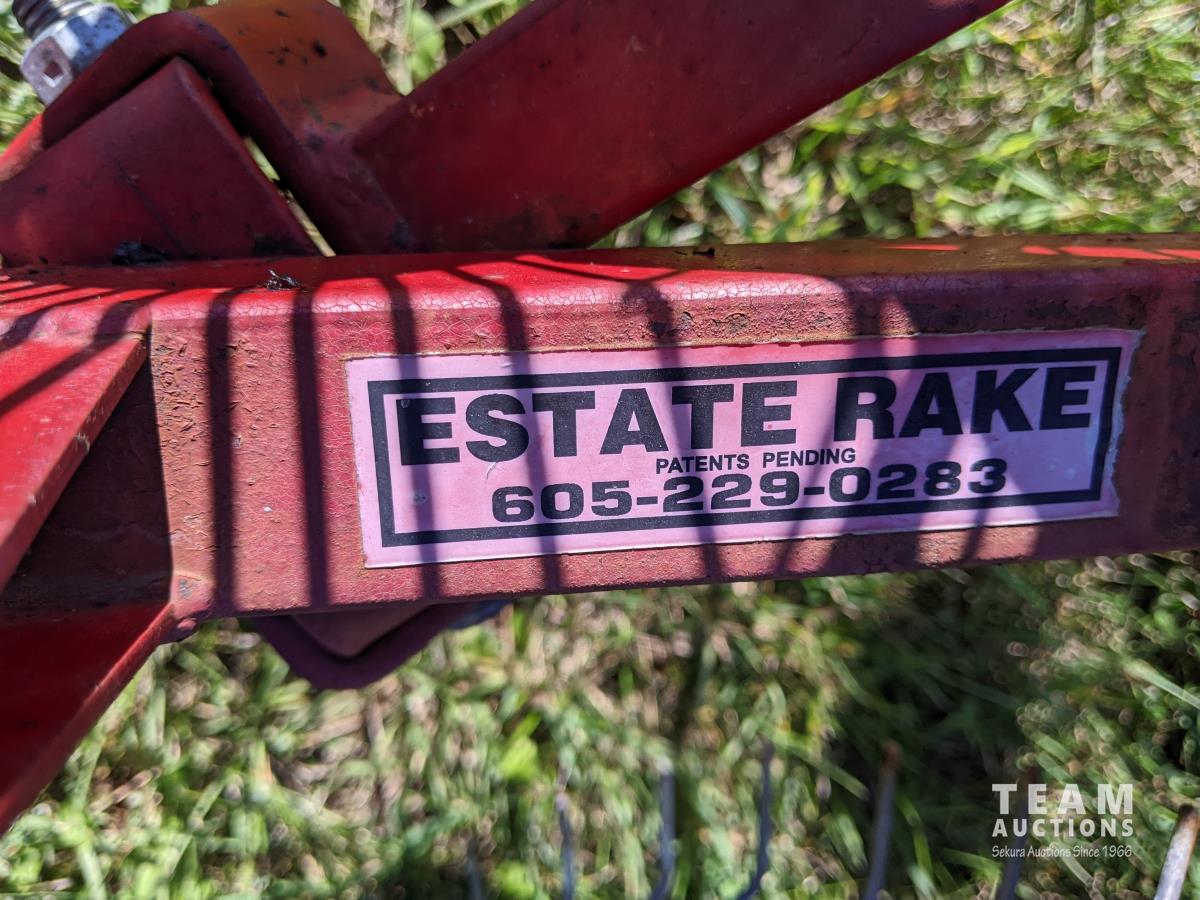 ESTATE RAKE
PATENTS PENDING
605-229-0283
TEAM
AUCTIONS
Sekura Auctions Since 1966